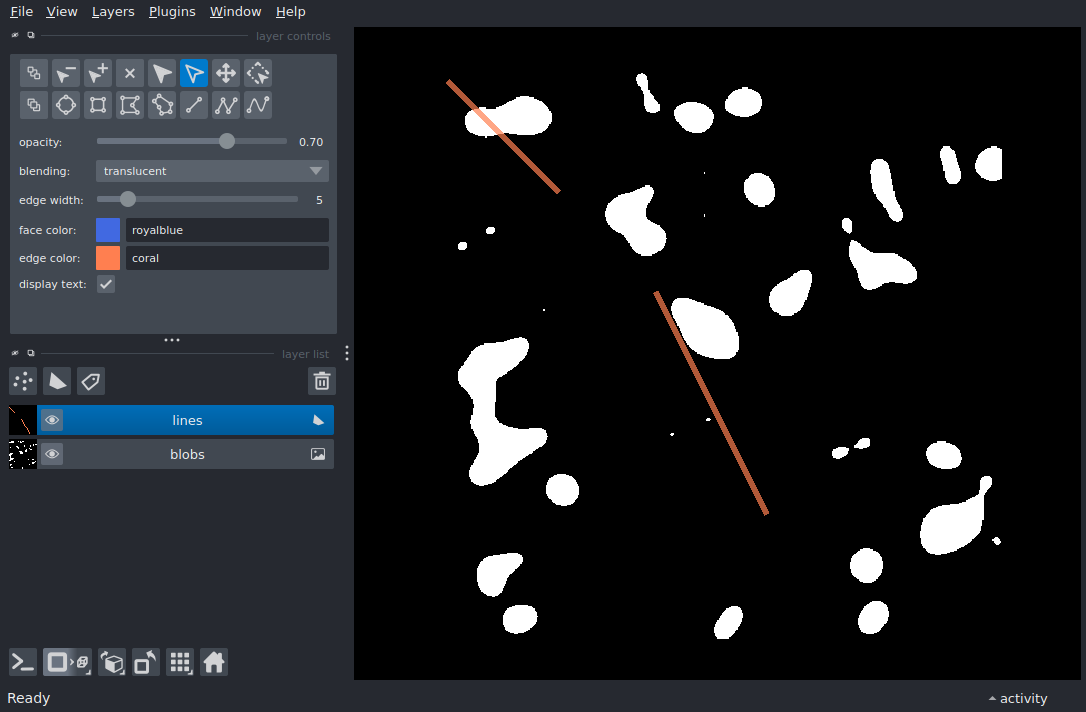 File View Layers Plugins Window Help
layer controls
opacity: 0.70
blending: translucent
edge width: 5
face color: royalblue
edge color: coral
display text:
layer list
lines
blobs
Ready
activity